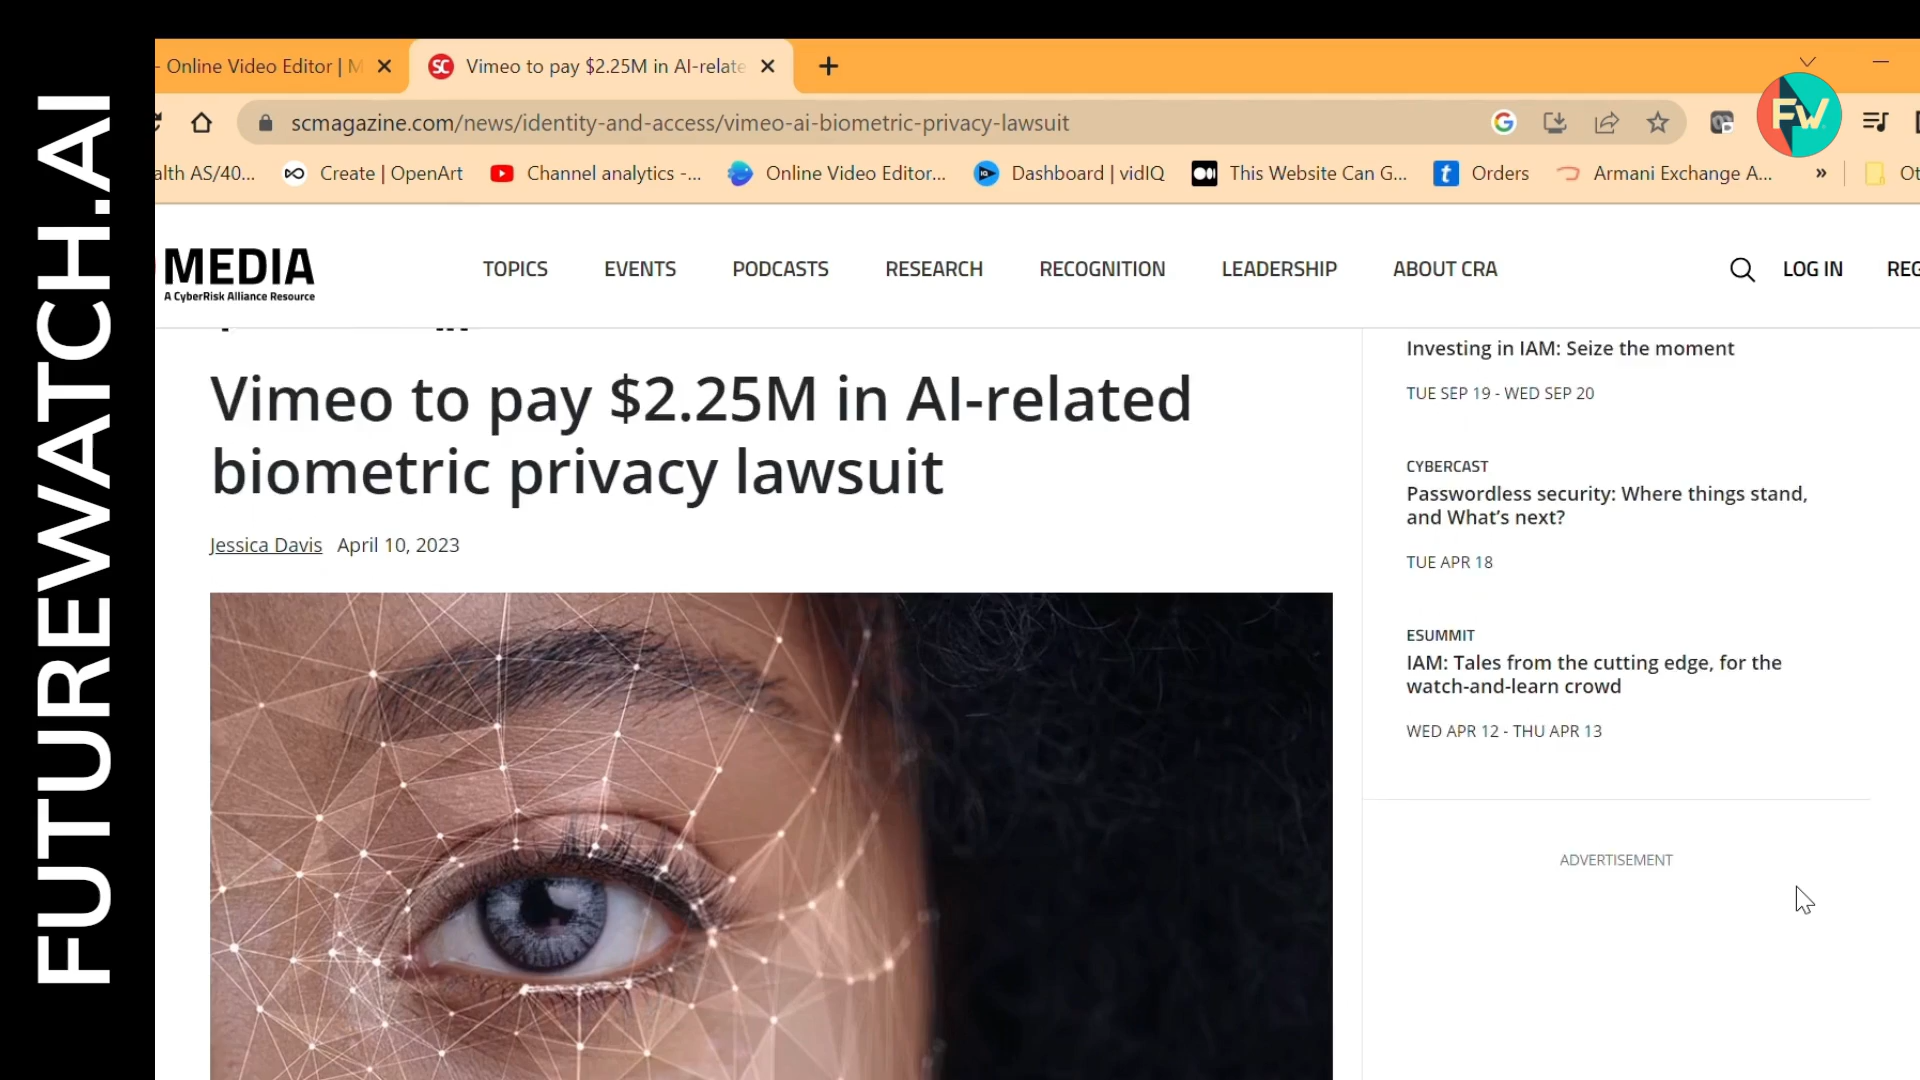 FUTUREWATCH.AI
- Online Video Editor | M
SC
Vimeo to pay $2.25M in AI-relate
scmagazine.com/news/identity-and-access/vimeo-ai-biometric-privacy-lawsuit
G
FW
alth AS/40...
Create | OpenArt
Channel analytics -...
Online Video Editor...
Dashboard | vidIQ
This Website Can G...
t
Orders
Armani Exchange A...
»
Ot
MEDIA
A CyberRisk Alliance Resource
TOPICS
EVENTS
PODCASTS
RESEARCH
RECOGNITION
LEADERSHIP
ABOUT CRA
LOG IN
REG
Vimeo to pay $2.25M in AI-related
biometric privacy lawsuit
Jessica Davis April 10, 2023
Investing in IAM: Seize the moment
TUE SEP 19 - WED SEP 20
CYBERCAST
Passwordless security: Where things stand,
and What’s next?
TUE APR 18
ESUMMIT
IAM: Tales from the cutting edge, for the
watch-and-learn crowd
WED APR 12 - THU APR 13
ADVERTISEMENT